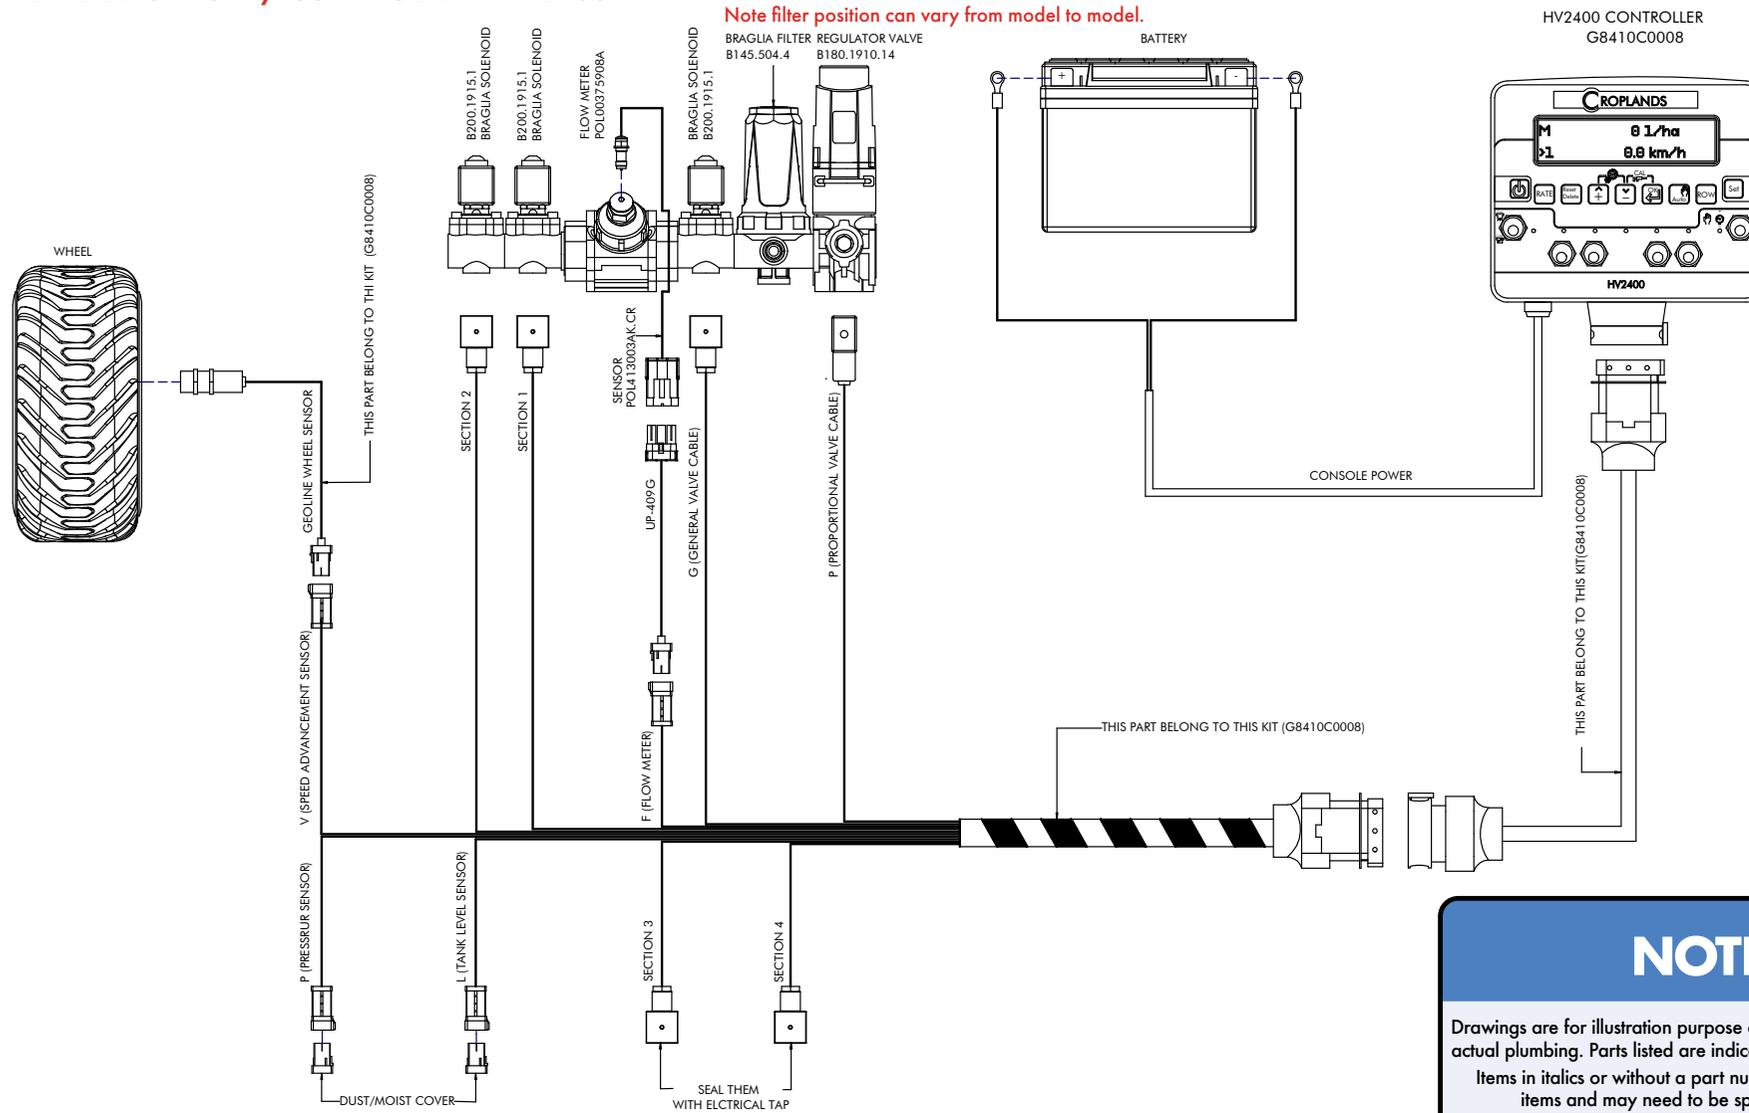 Note filter position can vary from model to model.
HV2400 CONTROLLER
G8410C0008
BRAGLIA FILTER
B145.504.4
REGULATOR VALVE
B180.1910.14
BATTERY
B200.1915.1
BRAGLIA SOLENOID
B200.1915.1
BRAGLIA SOLENOID
FLOW METER
POL00375908A
BRAGLIA SOLENOID
B200.1915.1
+
-
CROPLANDS
M 0 l/ha
>1 0.0 km/h
CAL
RATE
Reset
Delete
+
-
OK
Auto
ROW
Set
HV2400
WHEEL
THIS PART BELONG TO THI KIT (G8410C0008)
GEOLINE WHEEL SENSOR
SECTION 2
SECTION 1
SENSOR
POL413003AK.CR
UP-409G
G (GENERAL VALVE CABLE)
P (PROPORTIONAL VALVE CABLE)
CONSOLE POWER
THIS PART BELONG TO THIS KIT(G8410C0008)
V (SPEED ADVANCEMENT SENSOR)
F (FLOW METER)
THIS PART BELONG TO THIS KIT (G8410C0008)
P (PRESSRUR SENSOR)
L (TANK LEVEL SENSOR)
SECTION 3
SECTION 4
DUST/MOIST COVER
SEAL THEM
WITH ELCTRICAL TAP
NOT
Drawings are for illustration purpose
actual plumbing. Parts listed are indic
Items in italics or without a part nu
items and may need to be sp